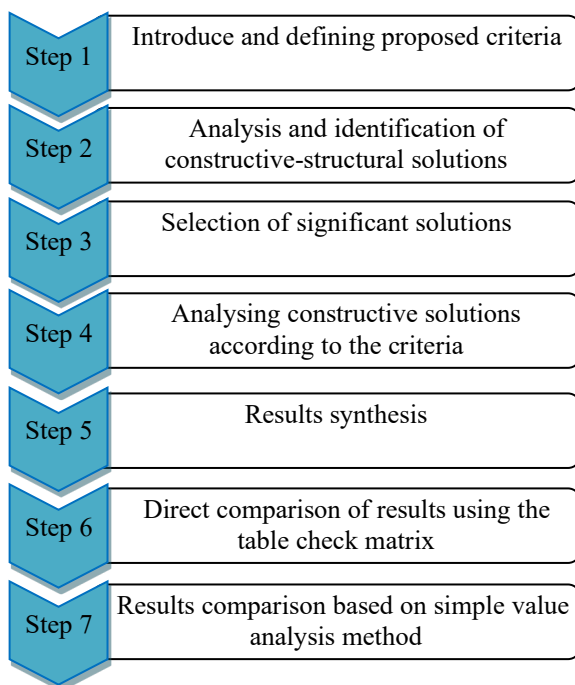 Step 1
Introduce and defining proposed criteria
Step 2
Analysis and identification of
constructive-structural solutions
Step 3
Selection of significant solutions
Step 4
Analysing constructive solutions
according to the criteria
Step 5
Results synthesis
Step 6
Direct comparison of results using the
table check matrix
Step 7
Results comparison based on simple value
analysis method